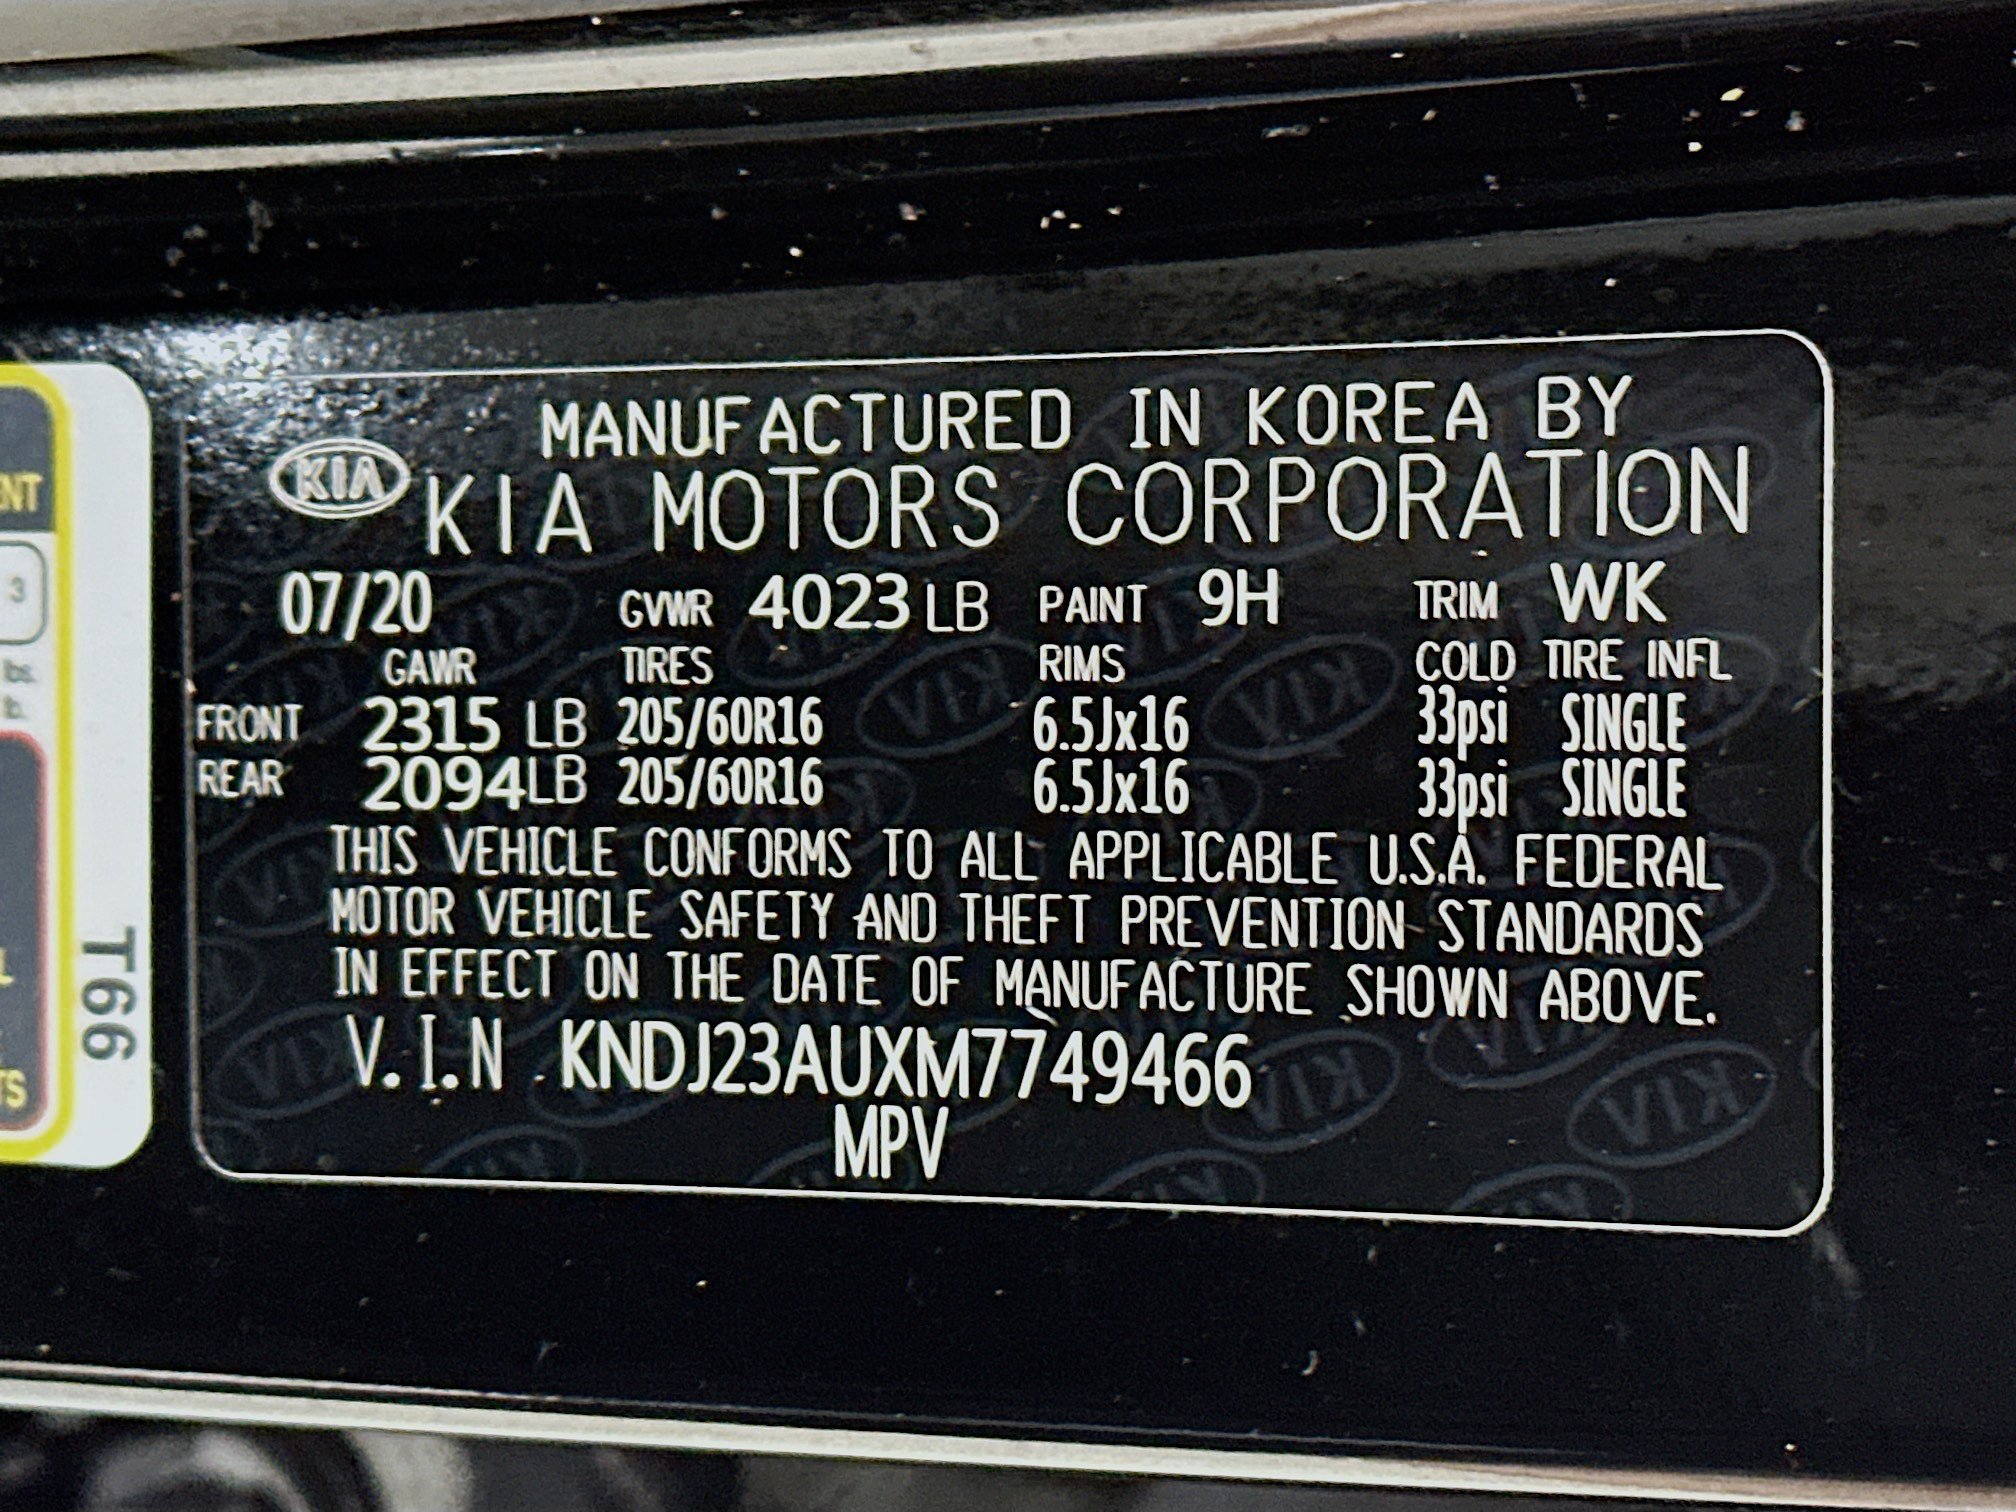 MANUFACTURED IN KOREA BY
KIA KIA MOTORS CORPORATION
07/20 GVWR 4023 LB PAINT 9H TRIM WK
GAWR TIRES RIMS COLD TIRE INFL
FRONT 2315 LB 205/60R16 6.5Jx16 33psi SINGLE
REAR 2094 LB 205/60R16 6.5Jx16 33psi SINGLE
THIS VEHICLE CONFORMS TO ALL APPLICABLE U.S.A. FEDERAL
MOTOR VEHICLE SAFETY AND THEFT PREVENTION STANDARDS
IN EFFECT ON THE DATE OF MANUFACTURE SHOWN ABOVE.
V.I.N KNDJ23AUXM7749466
MPV
T66
3